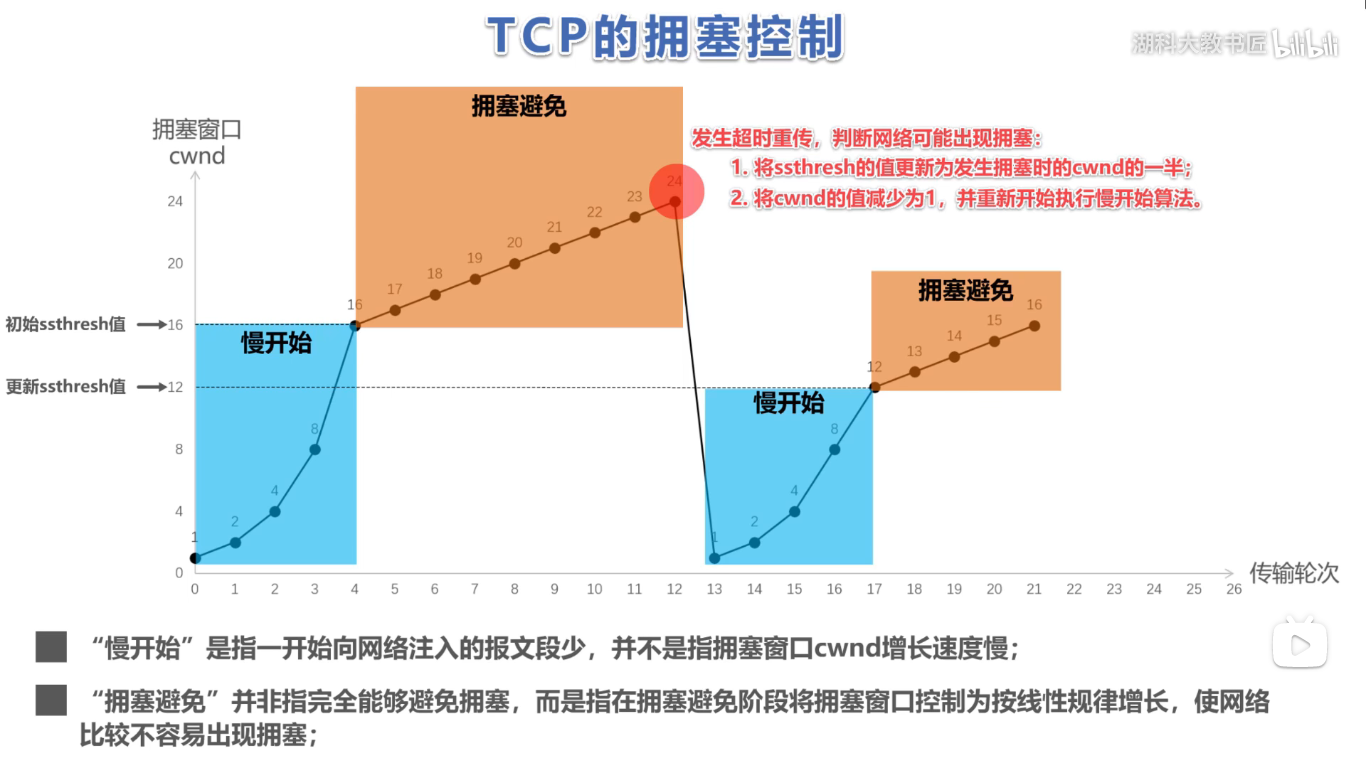 TCP的拥塞控制
湖科大教书匠 bilibili
拥塞窗口
cwnd
拥塞避免
发生超时重传，判断网络可能出现拥塞：
1. 将ssthresh的值更新为发生拥塞时的cwnd的一半；
2. 将cwnd的值减少为1，并重新开始执行慢开始算法。
24
20
初始ssthresh值
16
更新ssthresh值
12
8
4
0
慢开始
1
2
4
8
16
17
18
19
20
21
22
23
24
慢开始
1
2
4
8
拥塞避免
12
13
14
15
16
0 1 2 3 4 5 6 7 8 9 10 11 12 13 14 15 16 17 18 19 20 21 22 23 24 25 26
传输轮次
“慢开始”是指一开始向网络注入的报文段少，并不是指拥塞窗口cwnd增长速度慢；
“拥塞避免”并非指完全能够避免拥塞，而是指在拥塞避免阶段将拥塞窗口控制为按线性规律增长，使网络
比较不容易出现拥塞；